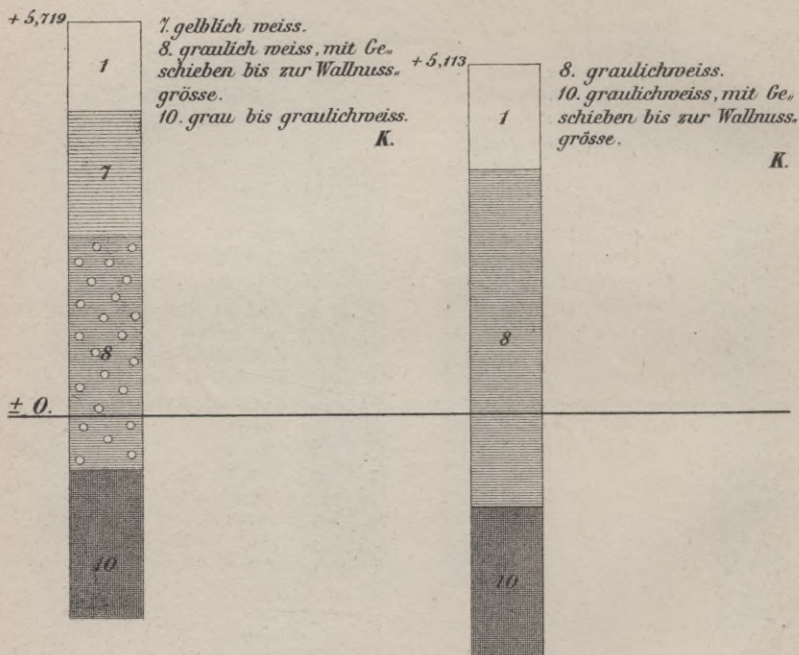 + 5,719
7. gelblich weiss.
8. graulich weiss, mit Ge„
schieben bis zur Wallnuss„
grösse.
10. grau bis graulichweiss.
K.
1
7
8
10
+ 5,113
8. graulichweiss.
10. graulichweiss, mit Ge„
schieben bis zur Wallnuss„
grösse.
K.
1
8
10
± 0.